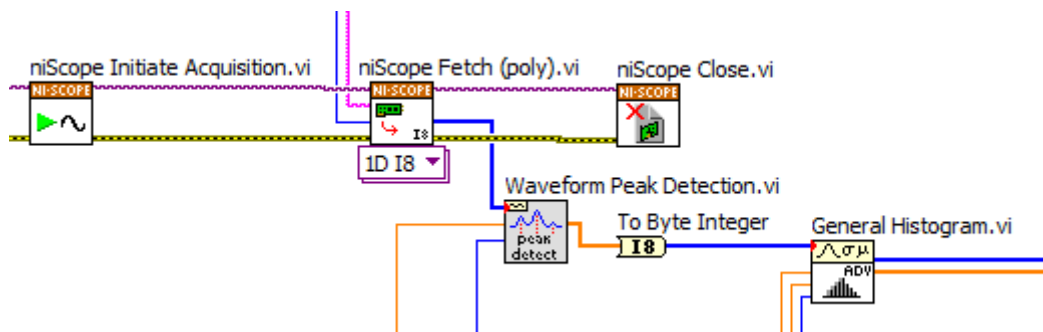 niScope Initiate Acquisition.vi
niScope Fetch (poly).vi
niScope Close.vi
NI-SCOPE
NI-SCOPE
NI-SCOPE
I8
1D I8
Waveform Peak Detection.vi
To Byte Integer
General Histogram.vi
peak
detect
I8
σμ
ADV